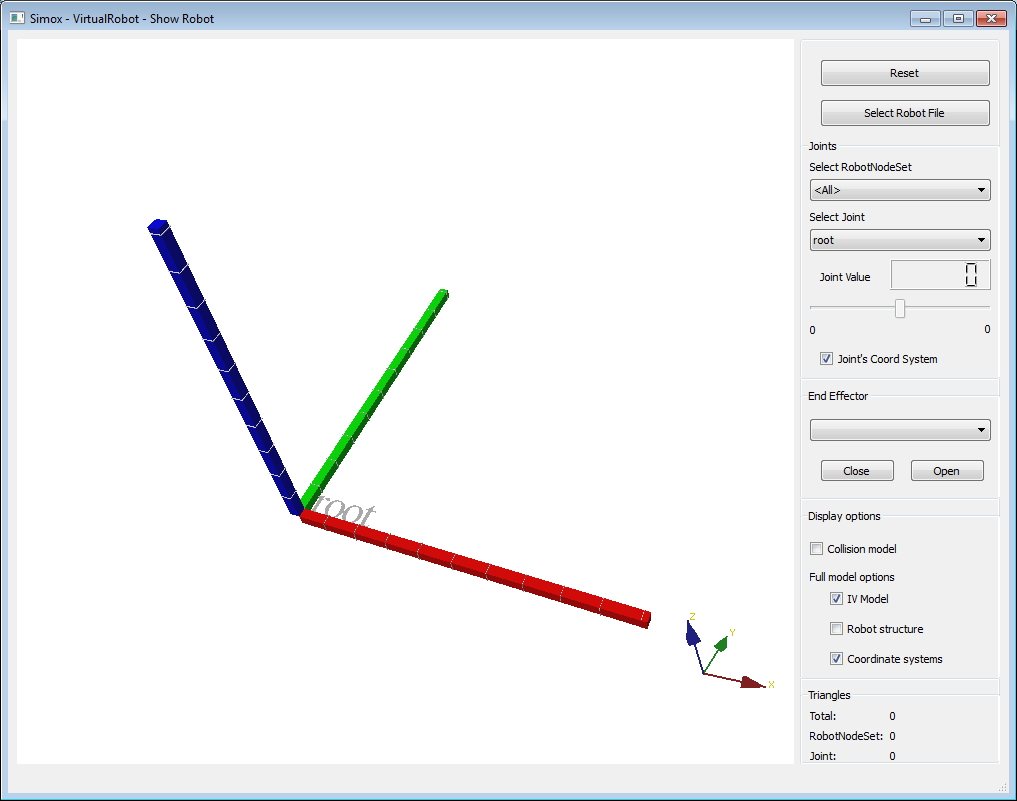 Simox - VirtualRobot - Show Robot
Reset
Select Robot File
Joints
Select RobotNodeSet
<All>
Select Joint
root
Joint Value 0
0 0
Joint's Coord System
End Effector
Close Open
Display options
Collision model
Full model options
IV Model
Robot structure
Coordinate systems
Triangles
Total: 0
RobotNodeSet: 0
Joint: 0
root
Z
Y
X